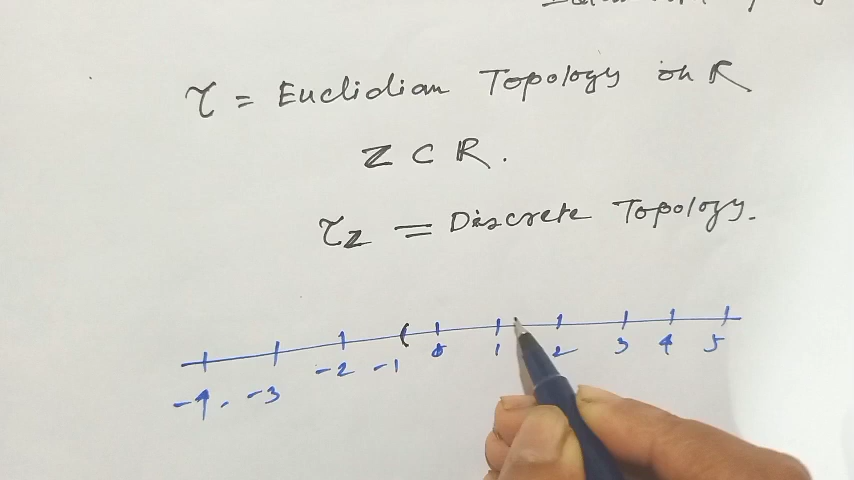 τ = Euclidian Topology on R
Z ⊂ R.
τz = Discrete Topology.
( 
-4. -3 -2 -1 0 1 2 3 4 5